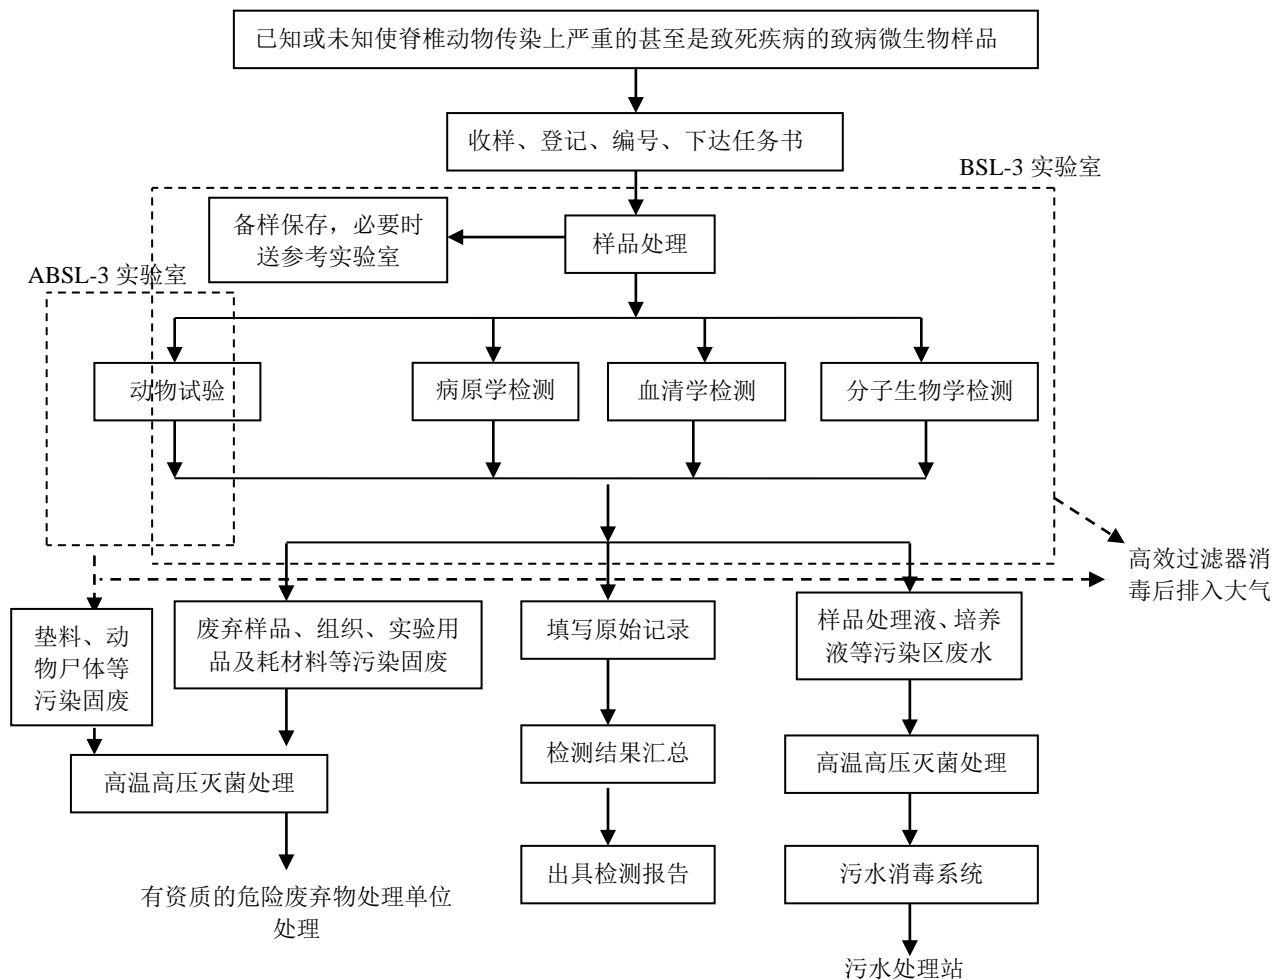 已知或未知使脊椎动物传染上严重的甚至是致死疾病的致病微生物样品
收样、登记、编号、下达任务书
BSL-3 实验室
备样保存，必要时
送参考实验室
样品处理
ABSL-3 实验室
动物试验
病原学检测
血清学检测
分子生物学检测
高效过滤器消
毒后排入大气
垫料、动
物尸体等
污染固废
废弃样品、组织、实验用
品及耗材料等污染固废
填写原始记录
样品处理液、培养
液等污染区废水
检测结果汇总
高温高压灭菌处理
高温高压灭菌处理
出具检测报告
污水消毒系统
有资质的危险废弃物处理单位
处理
污水处理站